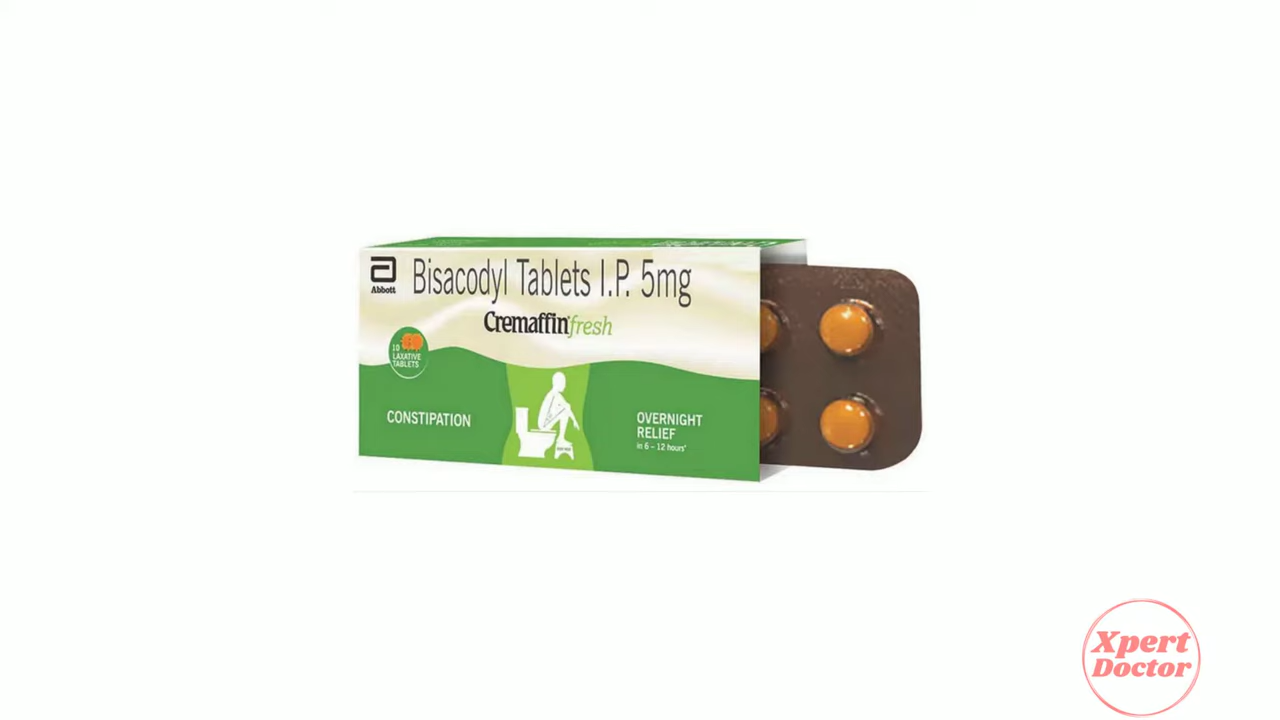 Abbott
Bisacodyl Tablets I.P. 5mg
Cremaffin fresh
10
LAXATIVE
TABLETS
CONSTIPATION
OVERNIGHT
RELIEF
in 6 – 12 hours*
Xpert
Doctor